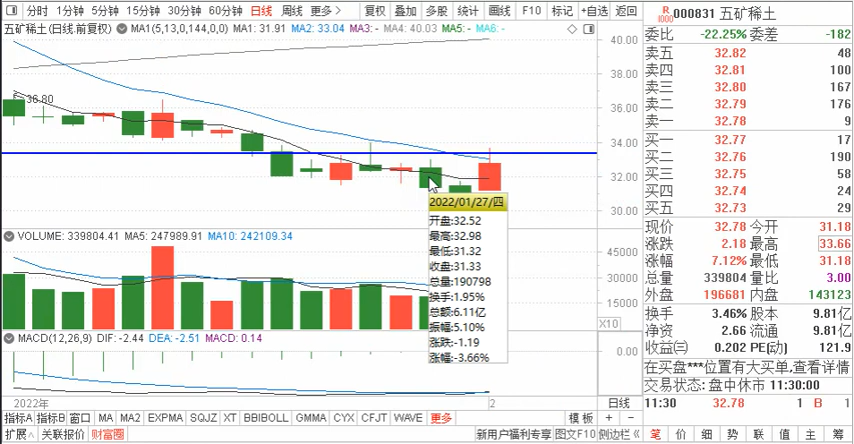 分时 1分钟 5分钟 15分钟 30分钟 60分钟 日线 周线 更多 复权 叠加 多股 统计 画线 F10 标记 +自选 返回
R 1000 000831 五矿稀土
五矿稀土(日线.前复权) MA1(5,13,0,144,0,0) MA1: 31.91 MA2: 33.04 MA3: - MA4: 40.03 MA5: - MA6: -
委比 -22.25% 委差 -182
卖五 32.82 48
卖四 32.81 100
卖三 32.80 167
卖二 32.79 176
卖一 32.78 9
买一 32.77 17
买二 32.76 190
买三 32.75 58
买四 32.74 24
买五 32.73 29
现价 32.78 今开 31.18
涨跌 2.18 最高 33.66
涨幅 7.12% 最低 31.18
总量 339804 量比 3.00
外盘 196681 内盘 143123
换手 3.46% 股本 9.81亿
净资 2.66 流通 9.81亿
收益㈢ 0.202 PE(动) 121.9
在买盘***位置有大买单,查看详情
交易状态: 盘中休市 11:30:00
11:30 32.78 1 B 1
笔 价 细 势 联 值 主 筹
40.00
38.00
36.00
34.00
32.00
30.00
36.80
2022/01/27/四
开盘:32.52
最高:32.98
最低:31.32
收盘:31.33
总量:190798
换手:1.95%
总额:6.11亿
振幅:5.10%
涨跌:-1.19
涨幅:-3.66%
VOLUME: 339804.41 MA5: 247989.91 MA10: 242109.34
45000
30000
15000
X10
MACD(12,26,9) DIF: -2.44 DEA: -2.51 MACD: 0.14
0.00
2022年 2 日线
指标A 指标B 窗口 MA MA2 EXPMA SQJZ XT BBIBOLL GMMA CYX CFJT WAVE 更多 模板 + -
扩展 关联报价 财富圈 新用户福利专享 图文F10 侧边栏